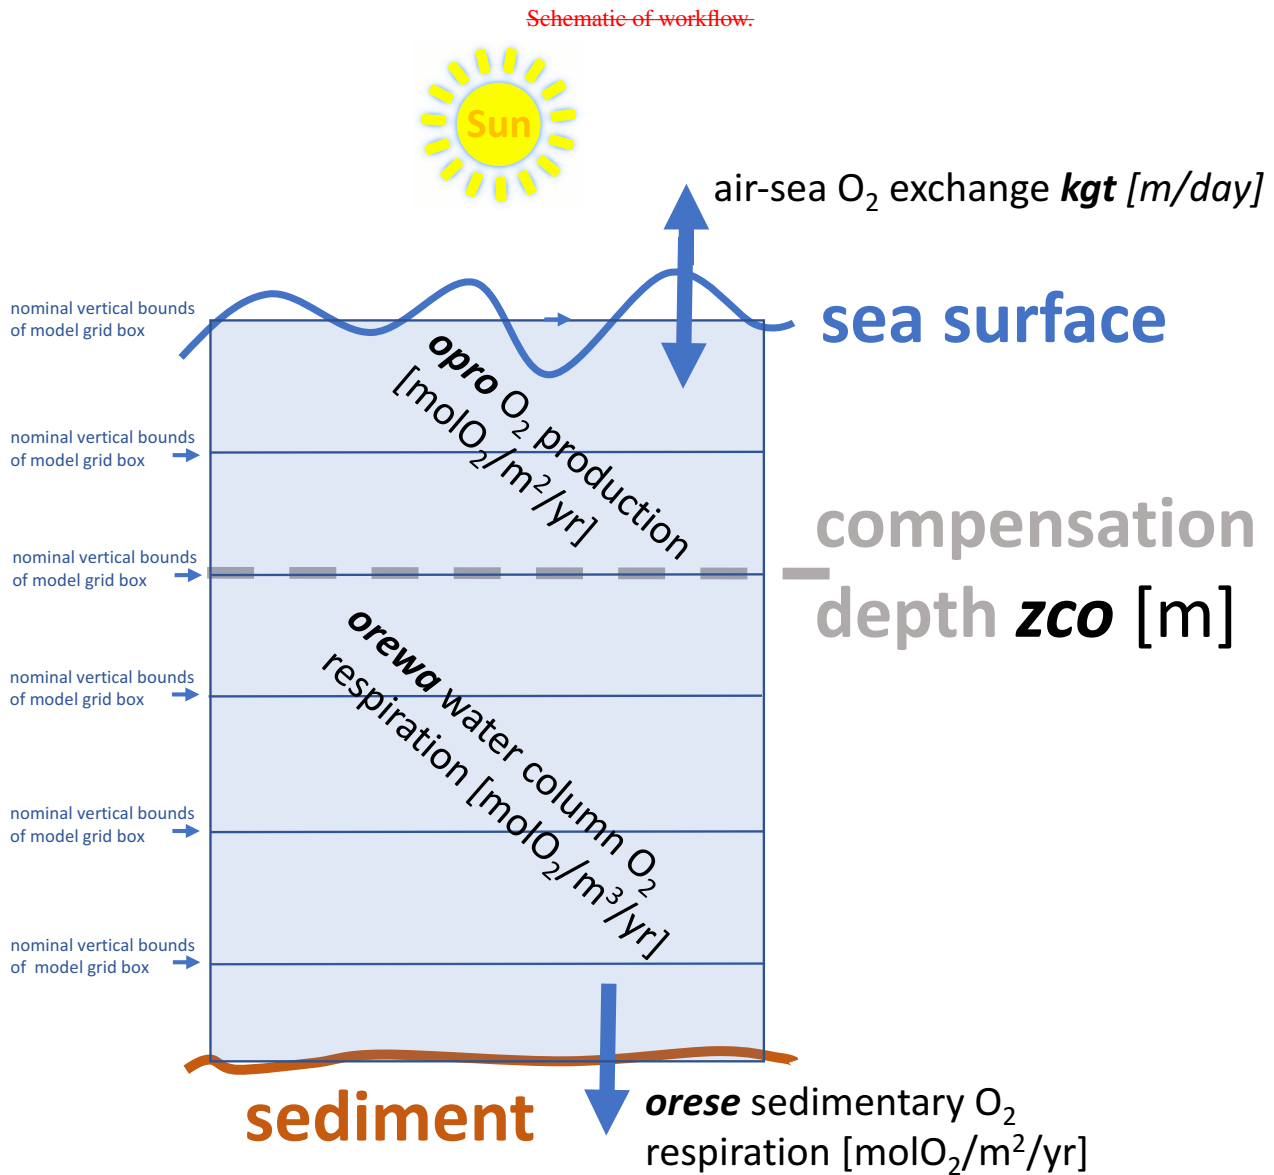 Schematic of workflow.
Sun
air-sea O₂ exchange kgt [m/day]
nominal vertical bounds
of model grid box
sea surface
opro O₂ production
[molO₂/m²/yr]
nominal vertical bounds
of model grid box
compensation
depth zco [m]
nominal vertical bounds
of model grid box
orewa water column O₂
respiration [molO₂/m³/yr]
nominal vertical bounds
of model grid box
nominal vertical bounds
of model grid box
nominal vertical bounds
of model grid box
sediment
orese sedimentary O₂
respiration [molO₂/m²/yr]